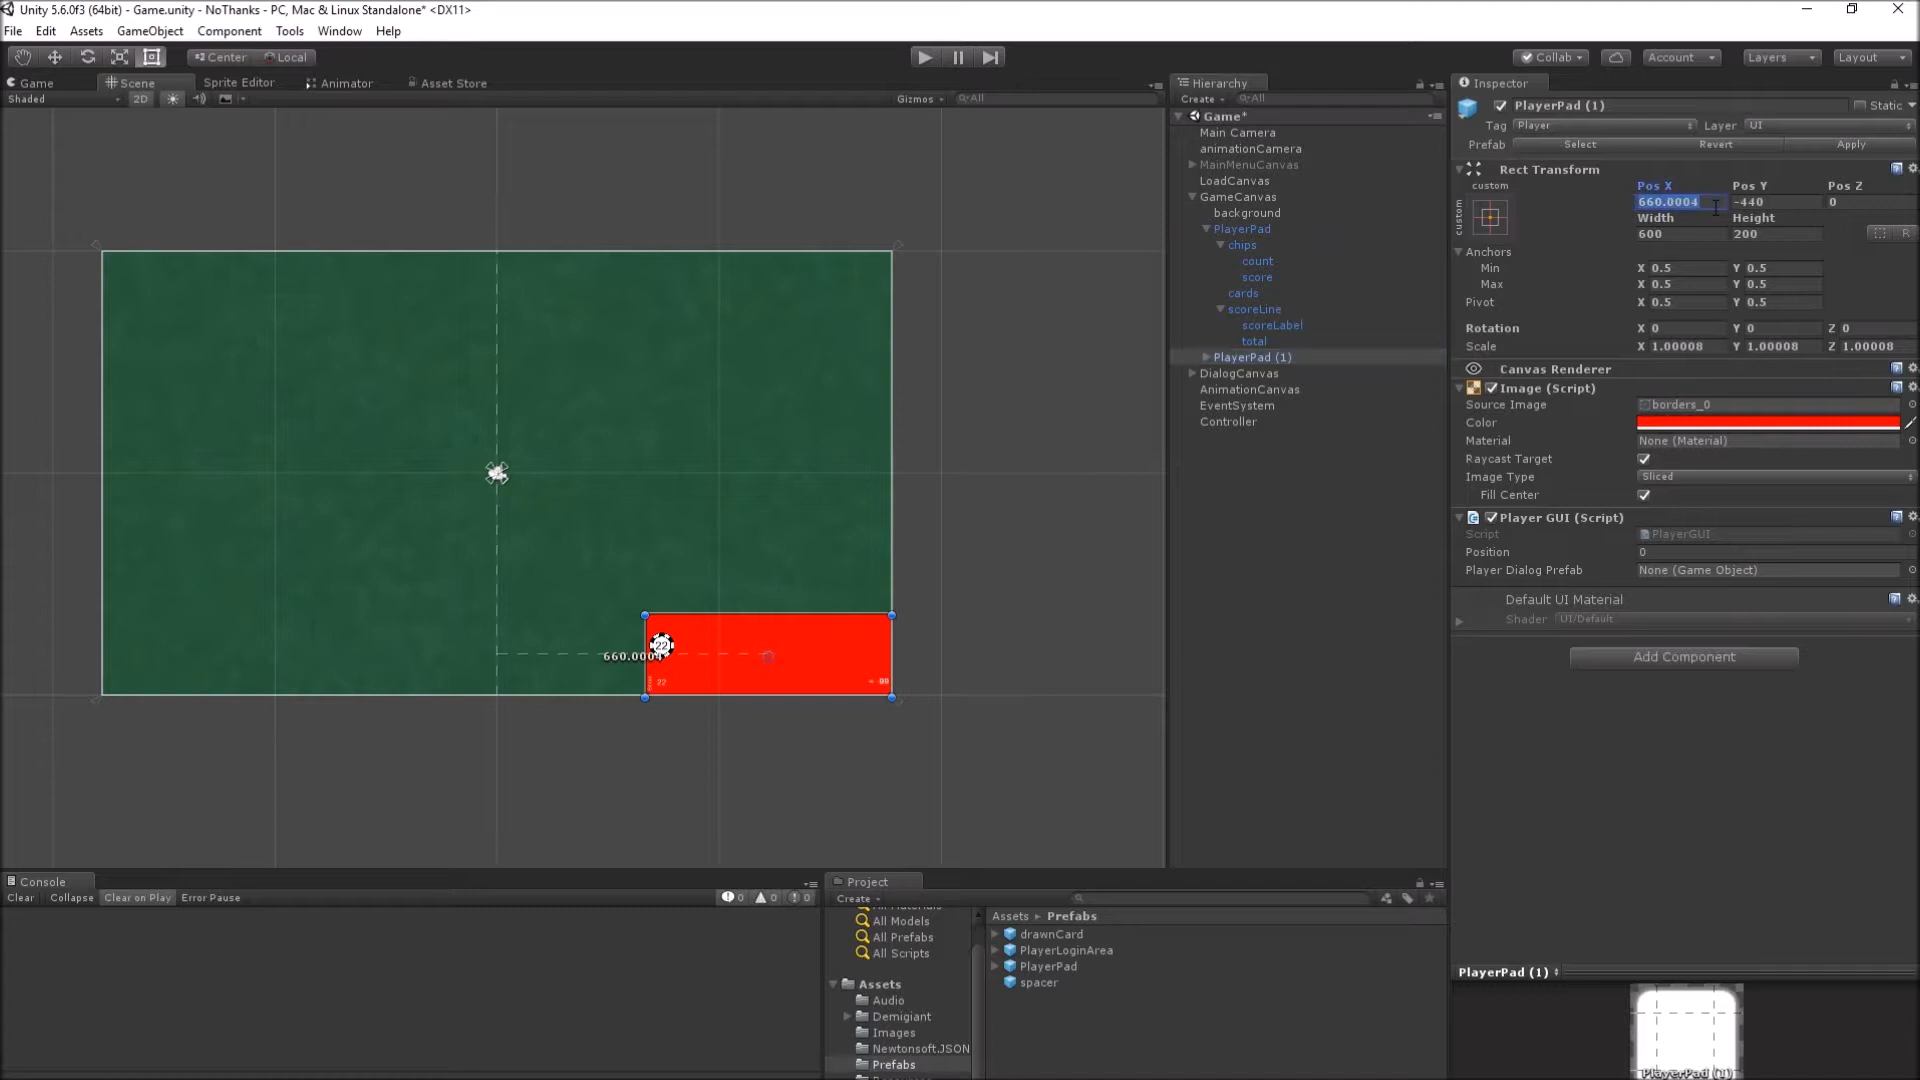 Unity 5.6.0f3 (64bit) - Game.unity - NoThanks - PC, Mac & Linux Standalone* <DX11>
File Edit Assets GameObject Component Tools Window Help
Center Local Collab Account Layers Layout
Game Scene Sprite Editor Animator Asset Store
Shaded 2D Gizmos All
22
660.0004
22 = 99
Hierarchy
Create All
Game*
Main Camera
animationCamera
MainMenuCanvas
LoadCanvas
GameCanvas
background
PlayerPad
chips
count
score
cards
scoreLine
scoreLabel
total
PlayerPad (1)
DialogCanvas
AnimationCanvas
EventSystem
Controller
Inspector
PlayerPad (1) Static
Tag Player Layer UI
Prefab Select Revert Apply
Rect Transform
custom Pos X Pos Y Pos Z
custom 660.0004 -440 0
Width Height
600 200 R
Anchors
Min X 0.5 Y 0.5
Max X 0.5 Y 0.5
Pivot X 0.5 Y 0.5
Rotation X 0 Y 0 Z 0
Scale X 1.00008 Y 1.00008 Z 1.00008
Canvas Renderer
Image (Script)
Source Image borders_0
Color
Material None (Material)
Raycast Target
Image Type Sliced
Fill Center
Player GUI (Script)
Script PlayerGUI
Position 0
Player Dialog Prefab None (Game Object)
Default UI Material
Shader UI/Default
Add Component
Console
Clear Collapse Clear on Play Error Pause 0 0 0
Project
Create
All Models
All Prefabs
All Scripts
Assets
Audio
Demigiant
Images
Newtonsoft.JSON
Prefabs
Assets Prefabs
drawnCard
PlayerLoginArea
PlayerPad
spacer
PlayerPad (1)
PlayerPad (1)